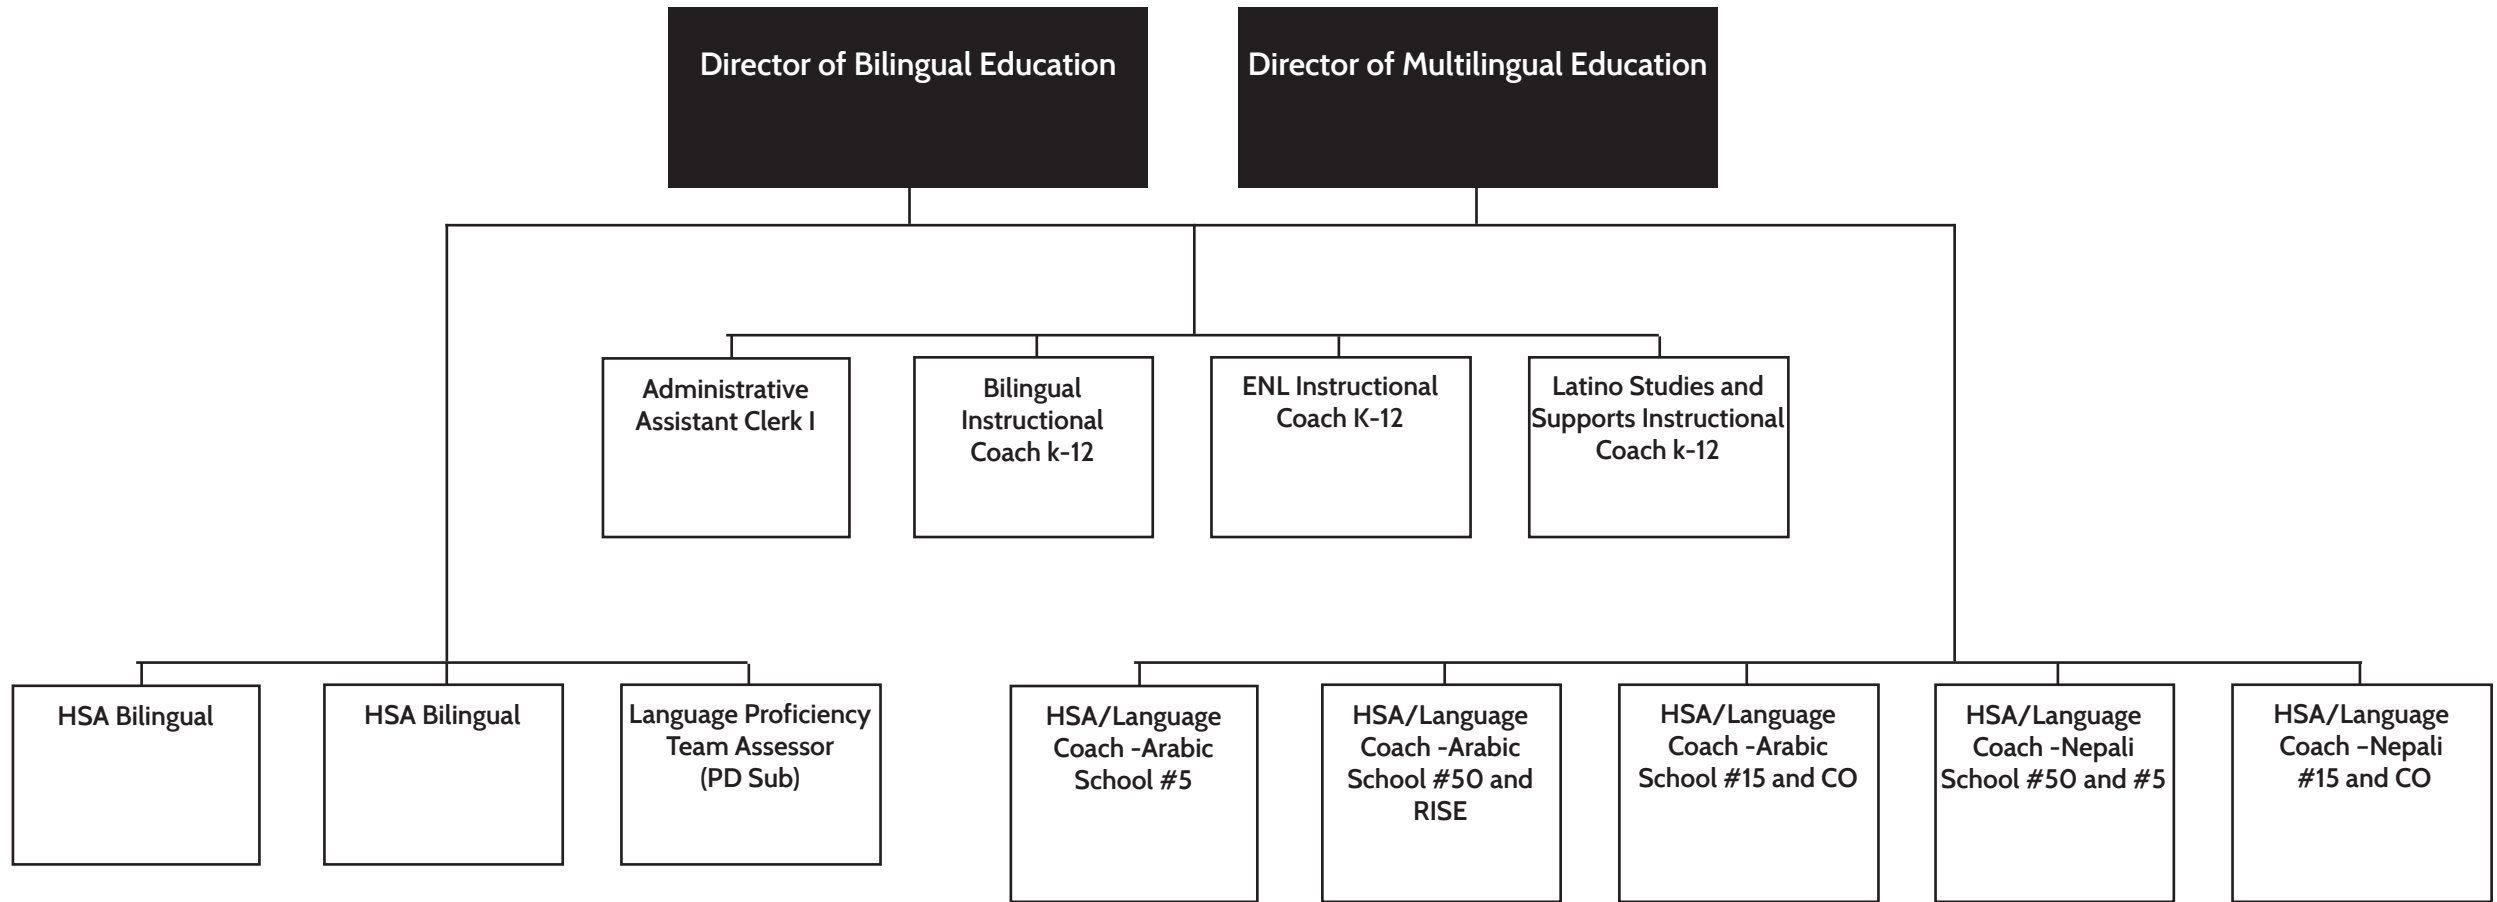 Director of Bilingual Education
Director of Multilingual Education
Administrative
Assistant Clerk I
Bilingual
Instructional
Coach k-12
ENL Instructional
Coach K-12
Latino Studies and
Supports Instructional
Coach k-12
HSA Bilingual
HSA Bilingual
Language Proficiency
Team Assessor
(PD Sub)
HSA/Language
Coach -Arabic
School #5
HSA/Language
Coach -Arabic
School #50 and
RISE
HSA/Language
Coach -Arabic
School #15 and CO
HSA/Language
Coach -Nepali
School #50 and #5
HSA/Language
Coach –Nepali
#15 and CO